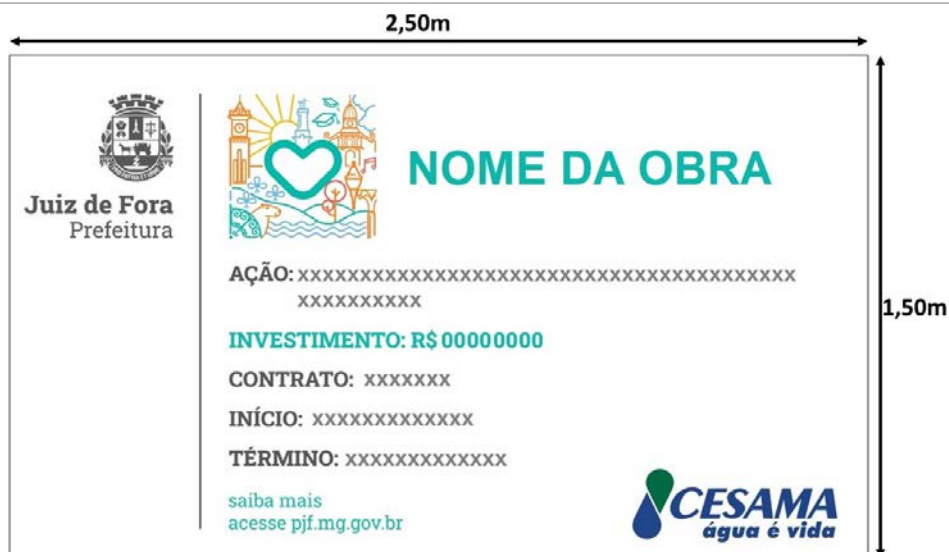 2,50m
Juiz de Fora
Prefeitura
NOME DA OBRA
AÇÃO: xxxxxxxxxxxxxxxxxxxxxxxxxxxxxxxxxxxxxxxx
xxxxxxxxxx
INVESTIMENTO: R$ 00000000
CONTRATO: xxxxxxx
INÍCIO: xxxxxxxxxxxxx
TÉRMINO: xxxxxxxxxxxxx
saiba mais
acesse pjf.mg.gov.br
CESAMA
água é vida
1,50m